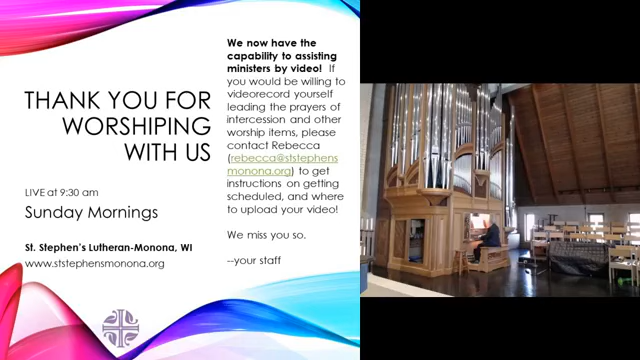 THANK YOU FOR
WORSHIPING
WITH US
LIVE at 9:30 am
Sunday Mornings
St. Stephen's Lutheran-Monona, WI
www.ststephensmonona.org
We now have the
capability to assisting
ministers by video! If
you would be willing to
videorecord yourself
leading the prayers of
intercession and other
worship items, please
contact Rebecca
(rebecca@ststephens
monona.org) to get
instructions on getting
scheduled, and where
to upload your video!
We miss you so.
--your staff